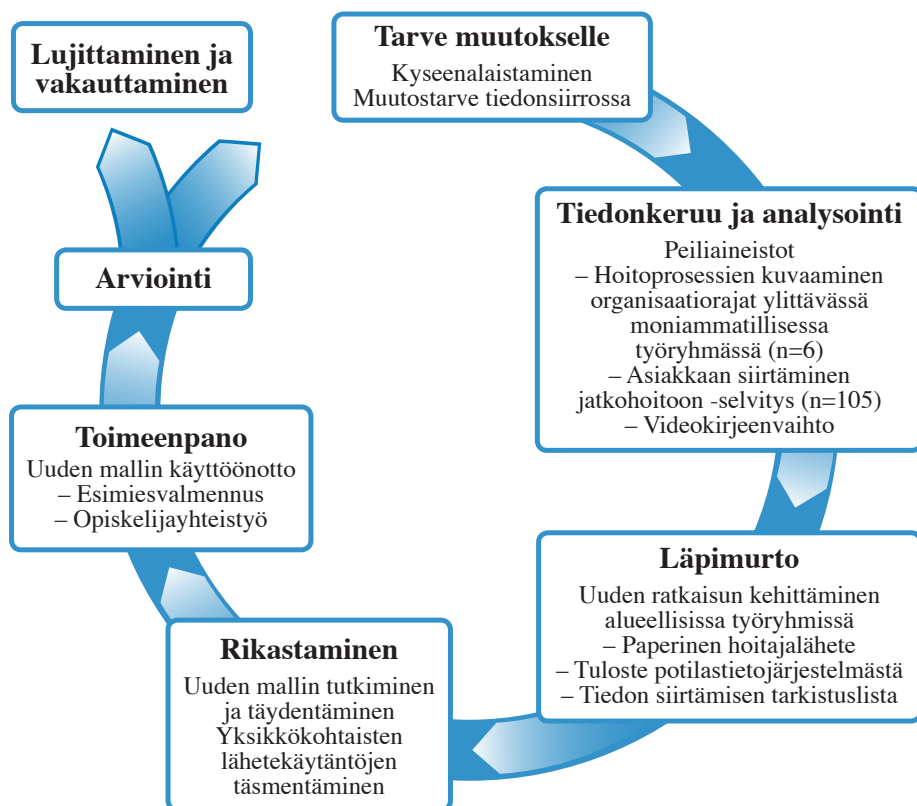 Tarve muutokselle
Kyseenalaistaminen
Muutostarve tiedonsiirrossa
Tiedonkeruu ja analysointi
Peiliaineistot
– Hoitoprosessien kuvaaminen
organisaatiorajat ylittävässä
moniammatillisessa
työryhmässä (n=6)
– Asiakkaan siirtäminen
jatkohoitoon -selvitys (n=105)
– Videokirjeenvaihto
Läpimurto
Uuden ratkaisun kehittäminen
alueellisissa työryhmissä
– Paperinen hoitajalähete
– Tuloste potilastietojärjestelmästä
– Tiedon siirtämisen tarkistuslista
Rikastaminen
Uuden mallin tutkiminen
ja täydentäminen
Yksikkökohtaisten
lähetekäytäntöjen
täsmentäminen
Toimeenpano
Uuden mallin käyttöönotto
– Esimiesvalmennus
– Opiskelijayhteistyö
Arviointi
Lujittaminen ja
vakauttaminen